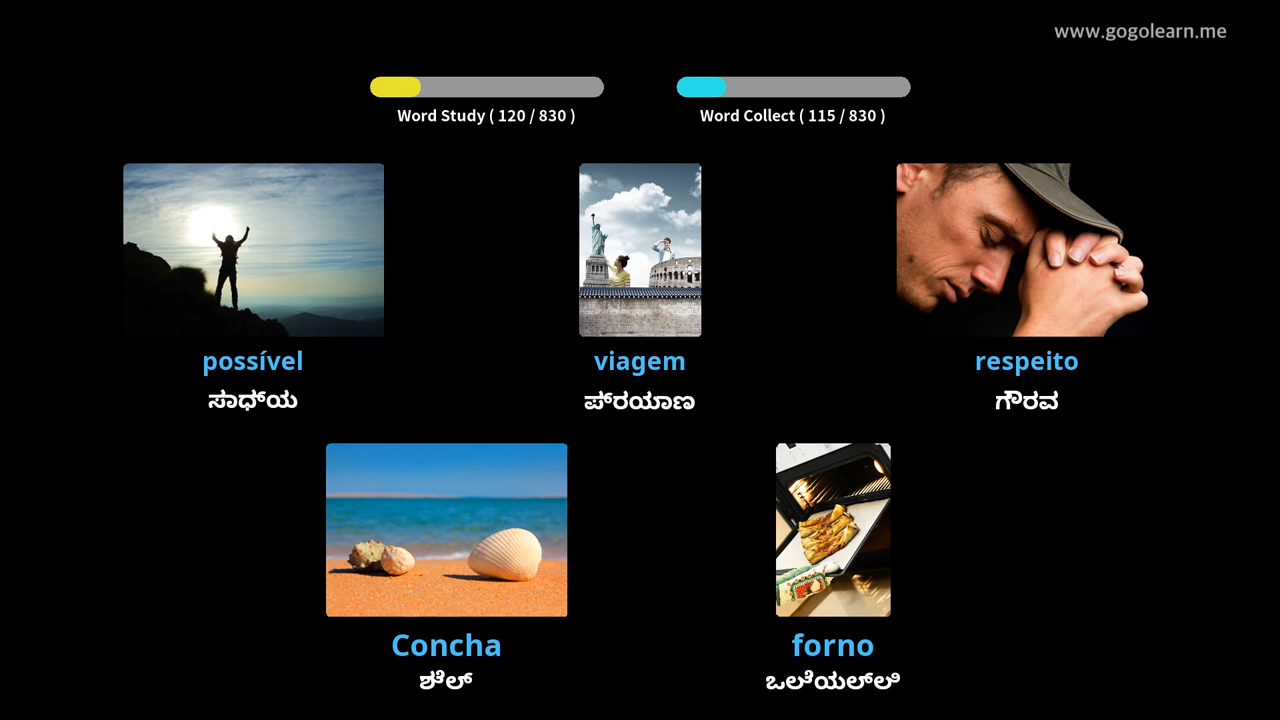 www.gogolearn.me
Word Study ( 120 / 830 )
Word Collect ( 115 / 830 )
possível
ಸಾಧ್ಯ
viagem
ಪ್ರಯಾಣ
respeito
ಗೌರವ
Concha
ಶೆಲ್
forno
ಒಲೆಯಲ್ಲಿ